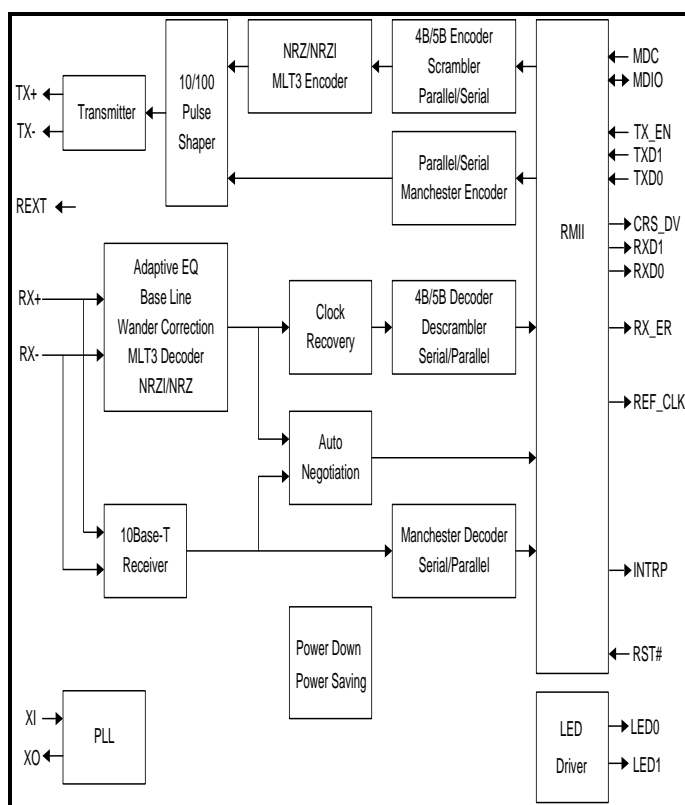 TX+
TX-
REXT
RX+
RX-
XI
XO
Transmitter
10/100
Pulse
Shaper
NRZ/NRZI
MLT3 Encoder
4B/5B Encoder
Scrambler
Parallel/Serial
Parallel/Serial
Manchester Encoder
Adaptive EQ
Base Line
Wander Correction
MLT3 Decoder
NRZI/NRZ
Clock
Recovery
4B/5B Decoder
Descrambler
Serial/Parallel
Auto
Negotiation
10Base-T
Receiver
Manchester Decoder
Serial/Parallel
Power Down
Power Saving
PLL
RMII
LED
Driver
MDC
MDIO
TX_EN
TXD1
TXD0
CRS_DV
RXD1
RXD0
RX_ER
REF_CLK
INTRP
RST#
LED0
LED1